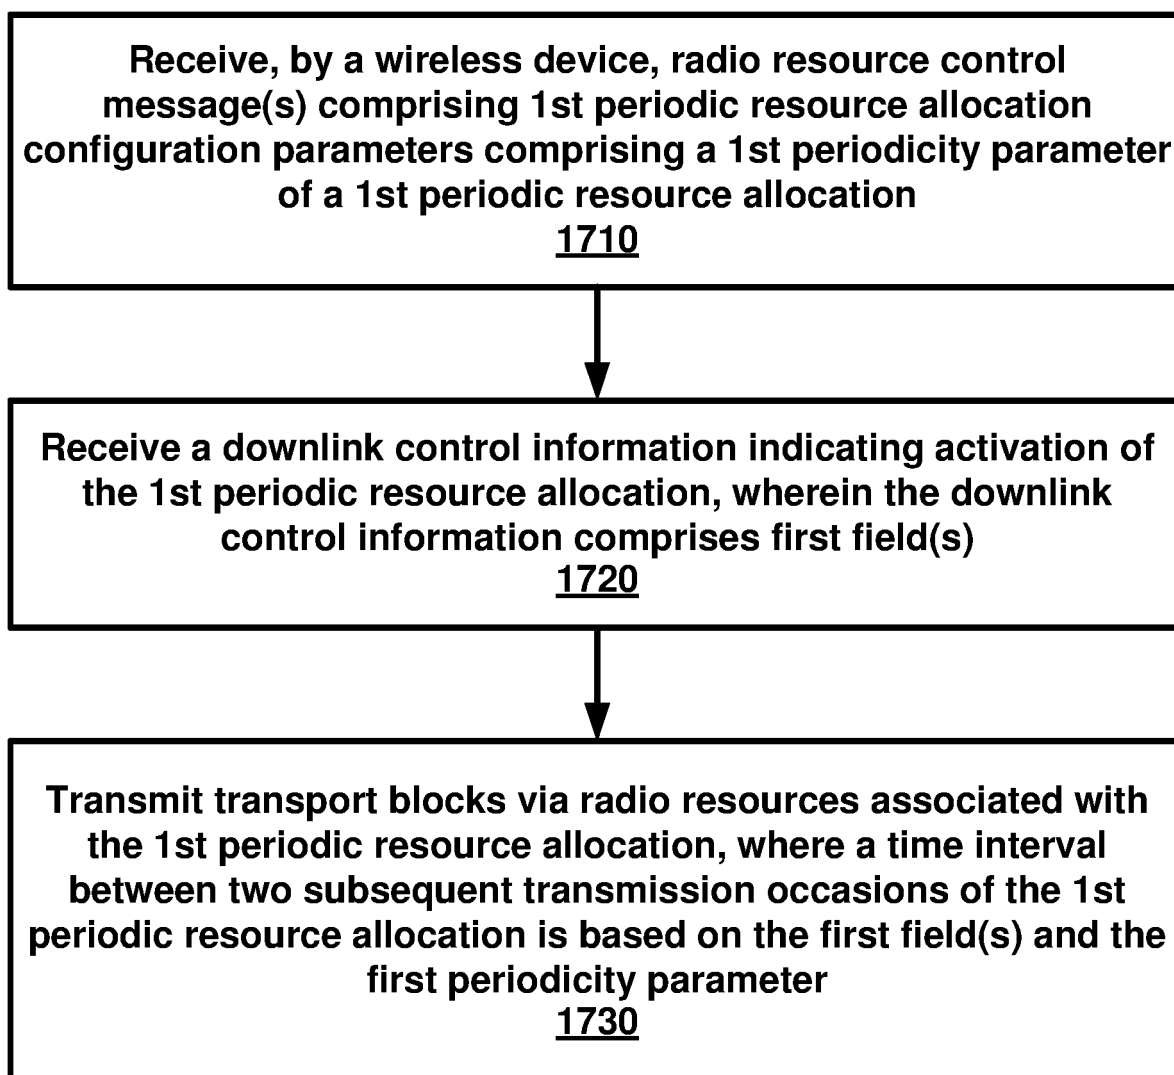 Receive, by a wireless device, radio resource control
message(s) comprising 1st periodic resource allocation
configuration parameters comprising a 1st periodicity parameter
of a 1st periodic resource allocation
1710
Receive a downlink control information indicating activation of
the 1st periodic resource allocation, wherein the downlink
control information comprises first field(s)
1720
Transmit transport blocks via radio resources associated with
the 1st periodic resource allocation, where a time interval
between two subsequent transmission occasions of the 1st
periodic resource allocation is based on the first field(s) and the
first periodicity parameter
1730